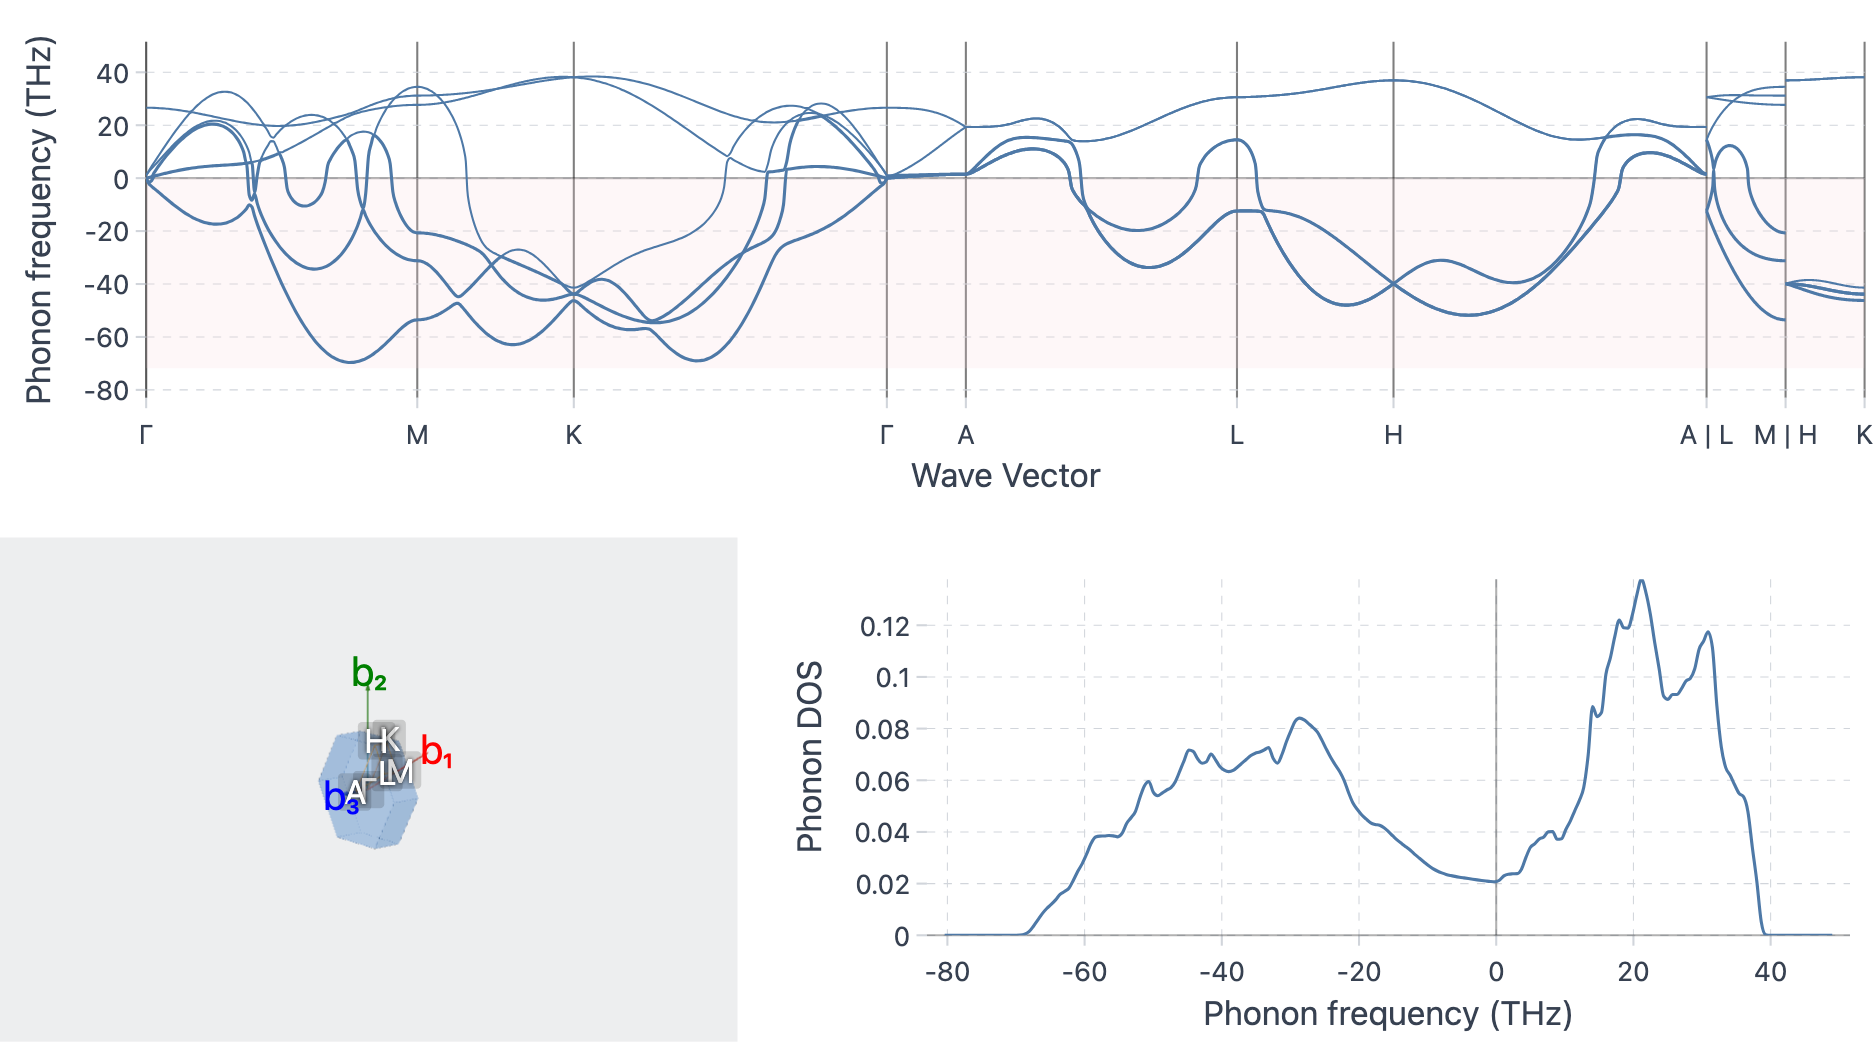 Phonon frequency (THz)
40
20
0
-20
-40
-60
-80
Γ M K Γ A L H A | L M | H K
Wave Vector
b₂
HK
b₁
LM
AΓ
b₃
Phonon DOS
0.12
0.1
0.08
0.06
0.04
0.02
0
-80 -60 -40 -20 0 20 40
Phonon frequency (THz)